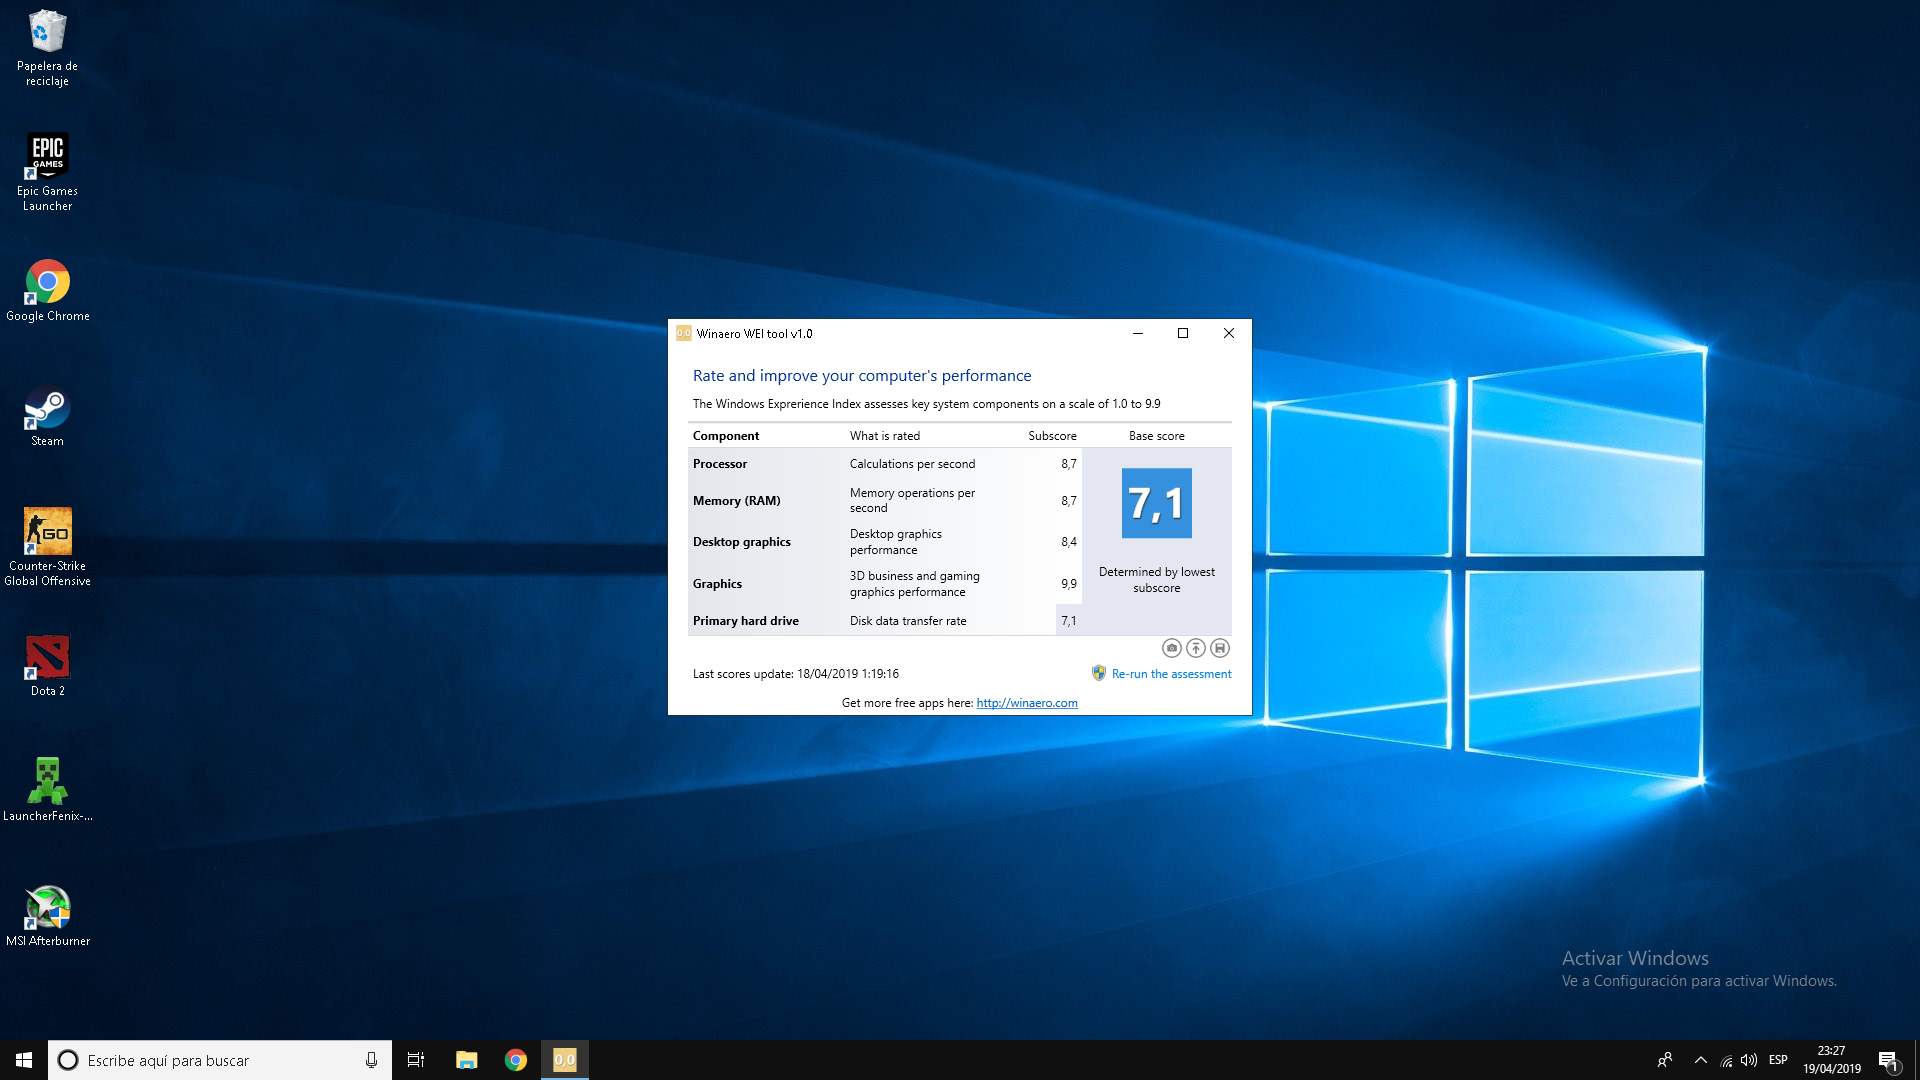 Papelera de
reciclaje
EPIC
GAMES
Epic Games
Launcher
Google Chrome
Steam
GO
Counter-Strike
Global Offensive
Dota 2
LauncherFenix-...
MSI Afterburner
0,0 Winaero WEI tool v1.0
Rate and improve your computer's performance
The Windows Exprerience Index assesses key system components on a scale of 1.0 to 9.9
Component What is rated Subscore Base score
Processor Calculations per second 8,7
Memory (RAM) Memory operations per
second 8,7
Desktop graphics Desktop graphics
performance 8,4
Graphics 3D business and gaming
graphics performance 9,9
Primary hard drive Disk data transfer rate 7,1
7,1
Determined by lowest
subscore
Last scores update: 18/04/2019 1:19:16 Re-run the assessment
Get more free apps here: http://winaero.com
Activar Windows
Ve a Configuración para activar Windows.
Escribe aquí para buscar
0,0
ESP
23:27
19/04/2019
1